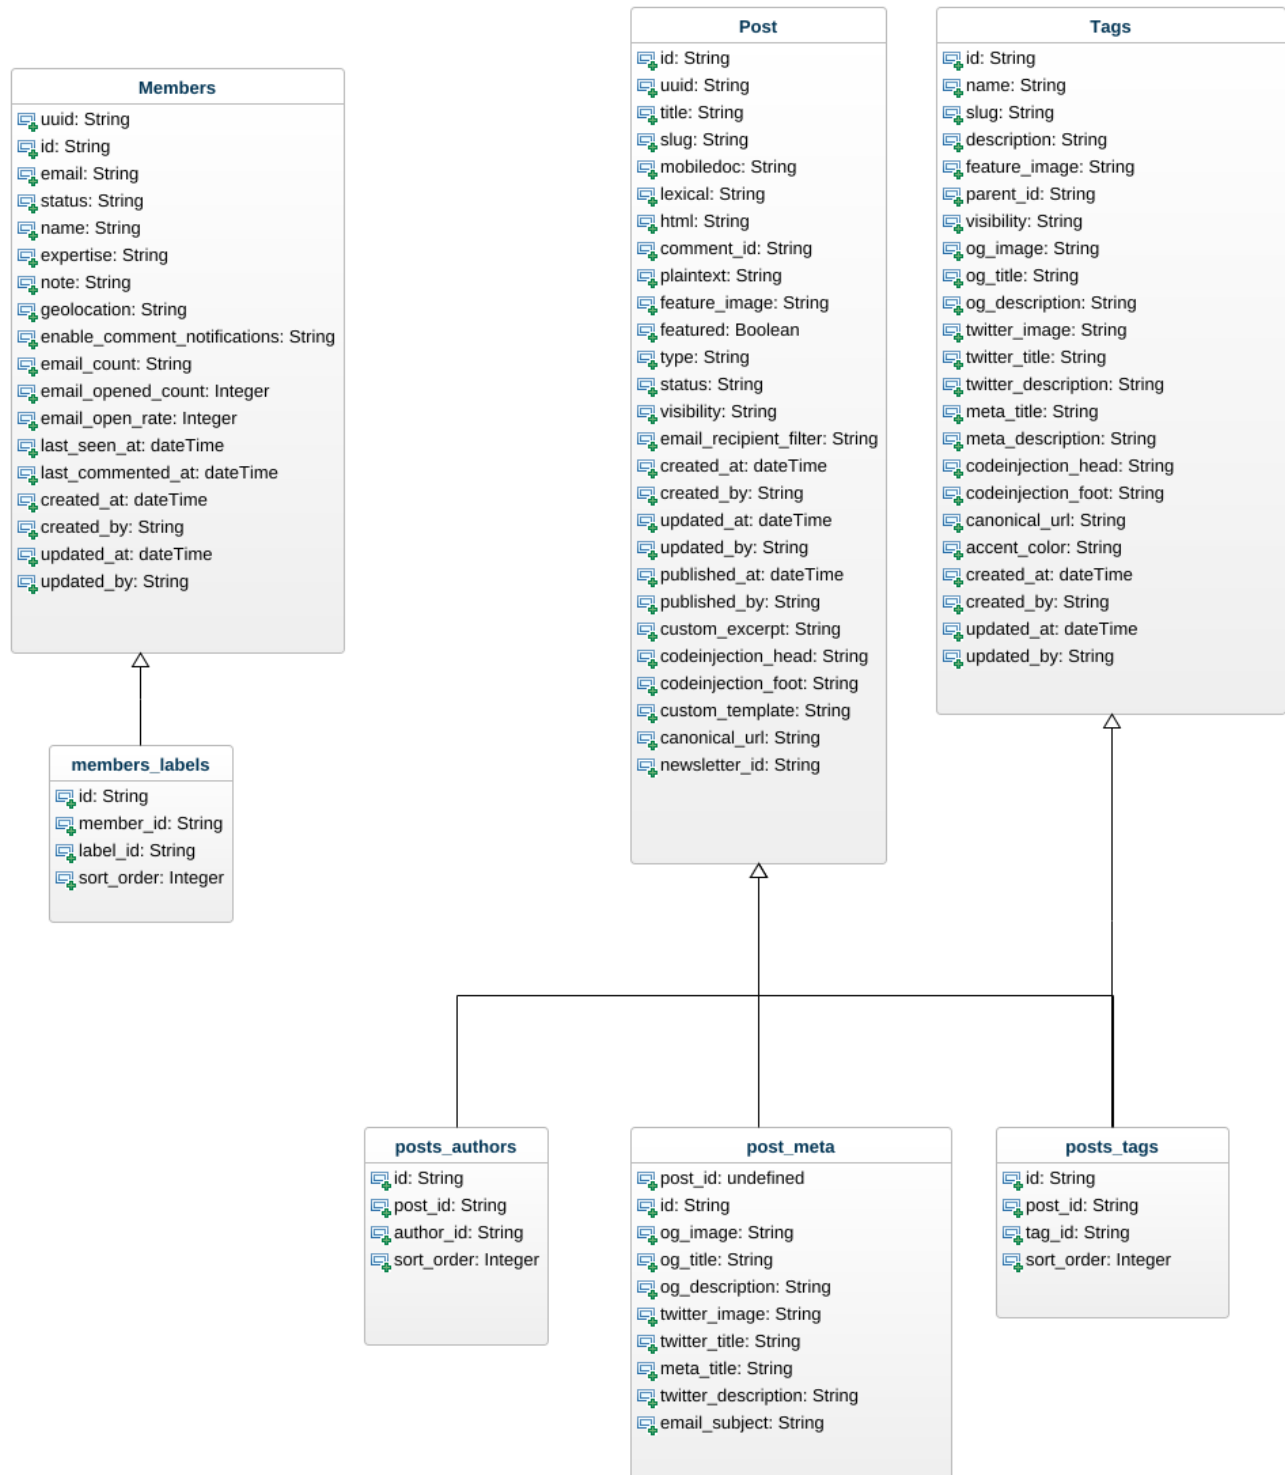 Members
uuid: String
id: String
email: String
status: String
name: String
expertise: String
note: String
geolocation: String
enable_comment_notifications: String
email_count: String
email_opened_count: Integer
email_open_rate: Integer
last_seen_at: dateTime
last_commented_at: dateTime
created_at: dateTime
created_by: String
updated_at: dateTime
updated_by: String
members_labels
id: String
member_id: String
label_id: String
sort_order: Integer
Post
id: String
uuid: String
title: String
slug: String
mobiledoc: String
lexical: String
html: String
comment_id: String
plaintext: String
feature_image: String
featured: Boolean
type: String
status: String
visibility: String
email_recipient_filter: String
created_at: dateTime
created_by: String
updated_at: dateTime
updated_by: String
published_at: dateTime
published_by: String
custom_excerpt: String
codeinjection_head: String
codeinjection_foot: String
custom_template: String
canonical_url: String
newsletter_id: String
Tags
id: String
name: String
slug: String
description: String
feature_image: String
parent_id: String
visibility: String
og_image: String
og_title: String
og_description: String
twitter_image: String
twitter_title: String
twitter_description: String
meta_title: String
meta_description: String
codeinjection_head: String
codeinjection_foot: String
canonical_url: String
accent_color: String
created_at: dateTime
created_by: String
updated_at: dateTime
updated_by: String
posts_authors
id: String
post_id: String
author_id: String
sort_order: Integer
post_meta
post_id: undefined
id: String
og_image: String
og_title: String
og_description: String
twitter_image: String
twitter_title: String
meta_title: String
twitter_description: String
email_subject: String
posts_tags
id: String
post_id: String
tag_id: String
sort_order: Integer